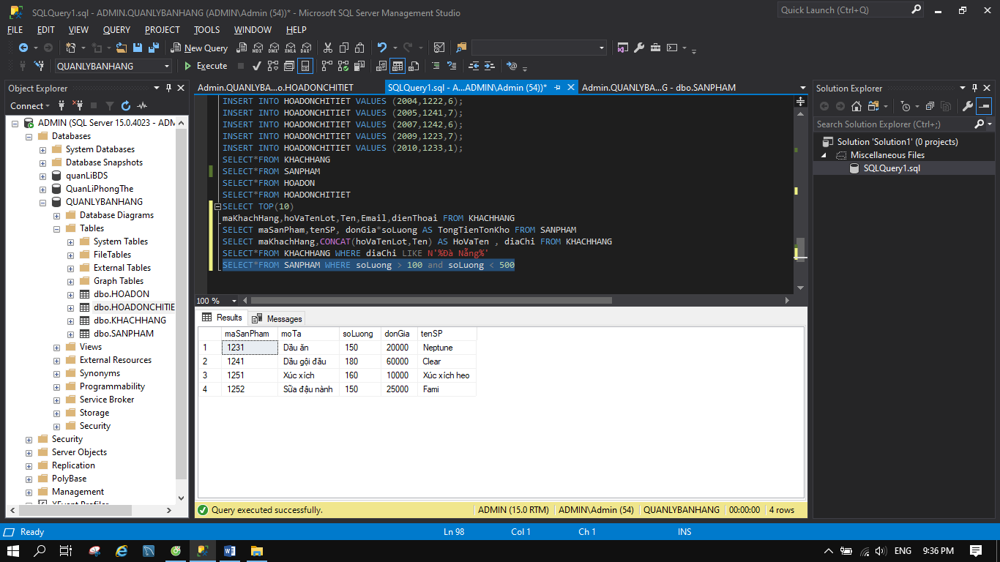 SQLQuery1.sql - ADMIN.QUANLYBANHANG (ADMIN\Admin (54))* - Microsoft SQL Server Management Studio
Quick Launch (Ctrl+Q)
FILE EDIT VIEW QUERY PROJECT TOOLS WINDOW HELP
New Query MDX DMX XMLA DAX
QUANLYBANHANG Execute
Object Explorer
Connect
ADMIN (SQL Server 15.0.4023 - ADM
Databases
System Databases
Database Snapshots
quanLiBDS
QuanLiPhongThe
QUANLYBANHANG
Database Diagrams
Tables
System Tables
FileTables
External Tables
Graph Tables
dbo.HOADON
dbo.HOADONCHITIE
dbo.KHACHHANG
dbo.SANPHAM
Views
External Resources
Synonyms
Programmability
Service Broker
Storage
Security
Security
Server Objects
Replication
PolyBase
Management
XEvent Profiler
Admin.QUANLYBA...o.HOADONCHITIET SQLQuery1.sql - A...ADMIN\Admin (54))* Admin.QUANLYBA...G - dbo.SANPHAM
INSERT INTO HOADONCHITIET VALUES (2004,1222,6);
INSERT INTO HOADONCHITIET VALUES (2005,1241,7);
INSERT INTO HOADONCHITIET VALUES (2007,1242,6);
INSERT INTO HOADONCHITIET VALUES (2009,1223,7);
INSERT INTO HOADONCHITIET VALUES (2010,1233,1);
SELECT*FROM KHACHHANG
SELECT*FROM SANPHAM
SELECT*FROM HOADON
SELECT*FROM HOADONCHITIET
SELECT TOP(10)
maKhachHang,hoVaTenLot,Ten,Email,dienThoai FROM KHACHHANG
SELECT maSanPham,tenSP, donGia*soLuong AS TongTienTonKho FROM SANPHAM
SELECT maKhachHang,CONCAT(hoVaTenLot,Ten) AS HoVaTen , diaChi FROM KHACHHANG
SELECT*FROM KHACHHANG WHERE diaChi LIKE N'%Đà Nẵng%'
SELECT*FROM SANPHAM WHERE soLuong > 100 and soLuong < 500
100 %
Results Messages
maSanPham moTa soLuong donGia tenSP
1 1231 Dầu ăn 150 20000 Neptune
2 1241 Dầu gội đầu 180 60000 Clear
3 1251 Xúc xích 160 10000 Xúc xích heo
4 1252 Sữa đậu nành 150 25000 Fami
Query executed successfully. ADMIN (15.0 RTM) ADMIN\Admin (54) QUANLYBANHANG 00:00:00 4 rows
Solution Explorer
Search Solution Explorer (Ctrl+;)
Solution 'Solution1' (0 projects)
Miscellaneous Files
SQLQuery1.sql
Ready Ln 98 Col 1 Ch 1 INS
ENG 9:36 PM